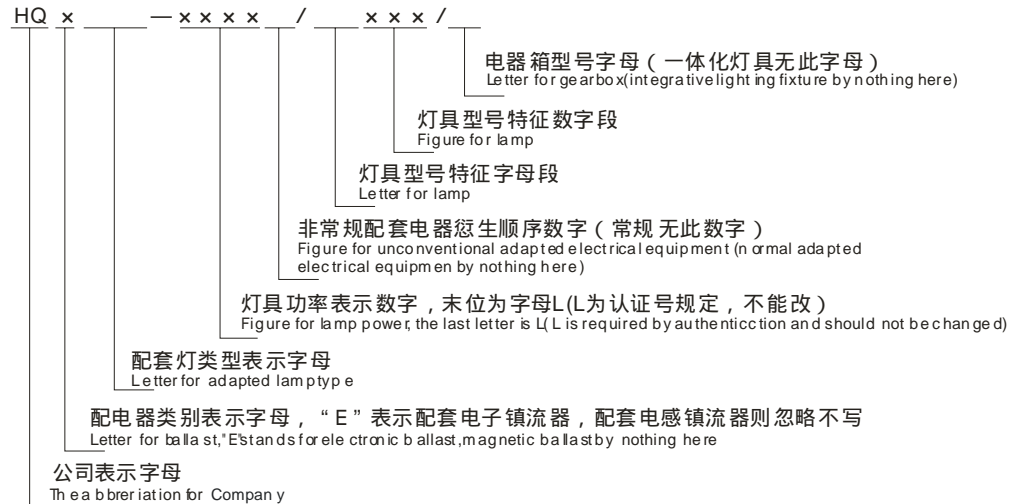 HQ × —×××× / ××× /
电器箱型号字母（一体化灯具无此字母）
Letter for gearbox(integrative lighting fixture by nothing here)
灯具型号特征数字段
Figure for lamp
灯具型号特征字母段
Letter for lamp
非常规配套电器愆生顺序数字（常规 无此数字）
Figure for unconventional adapted electrical equipment (normal adapted
electrical equipmen by nothing here)
灯具功率表示数字，末位为字母L(L为认证号规定，不能改）
Figure for lamp power, the last letter is L( L is required by authenticction and should not be changed)
配套灯类型表示字母
Letter for adapted lamp type
配电器类别表示字母，“E”表示配套电子镇流器，配套电感镇流器则忽略不写
Letter for ballast,"E"stands for electronic ballast,magnetic ballast by nothing here
公司表示字母
The abbreriation for Company